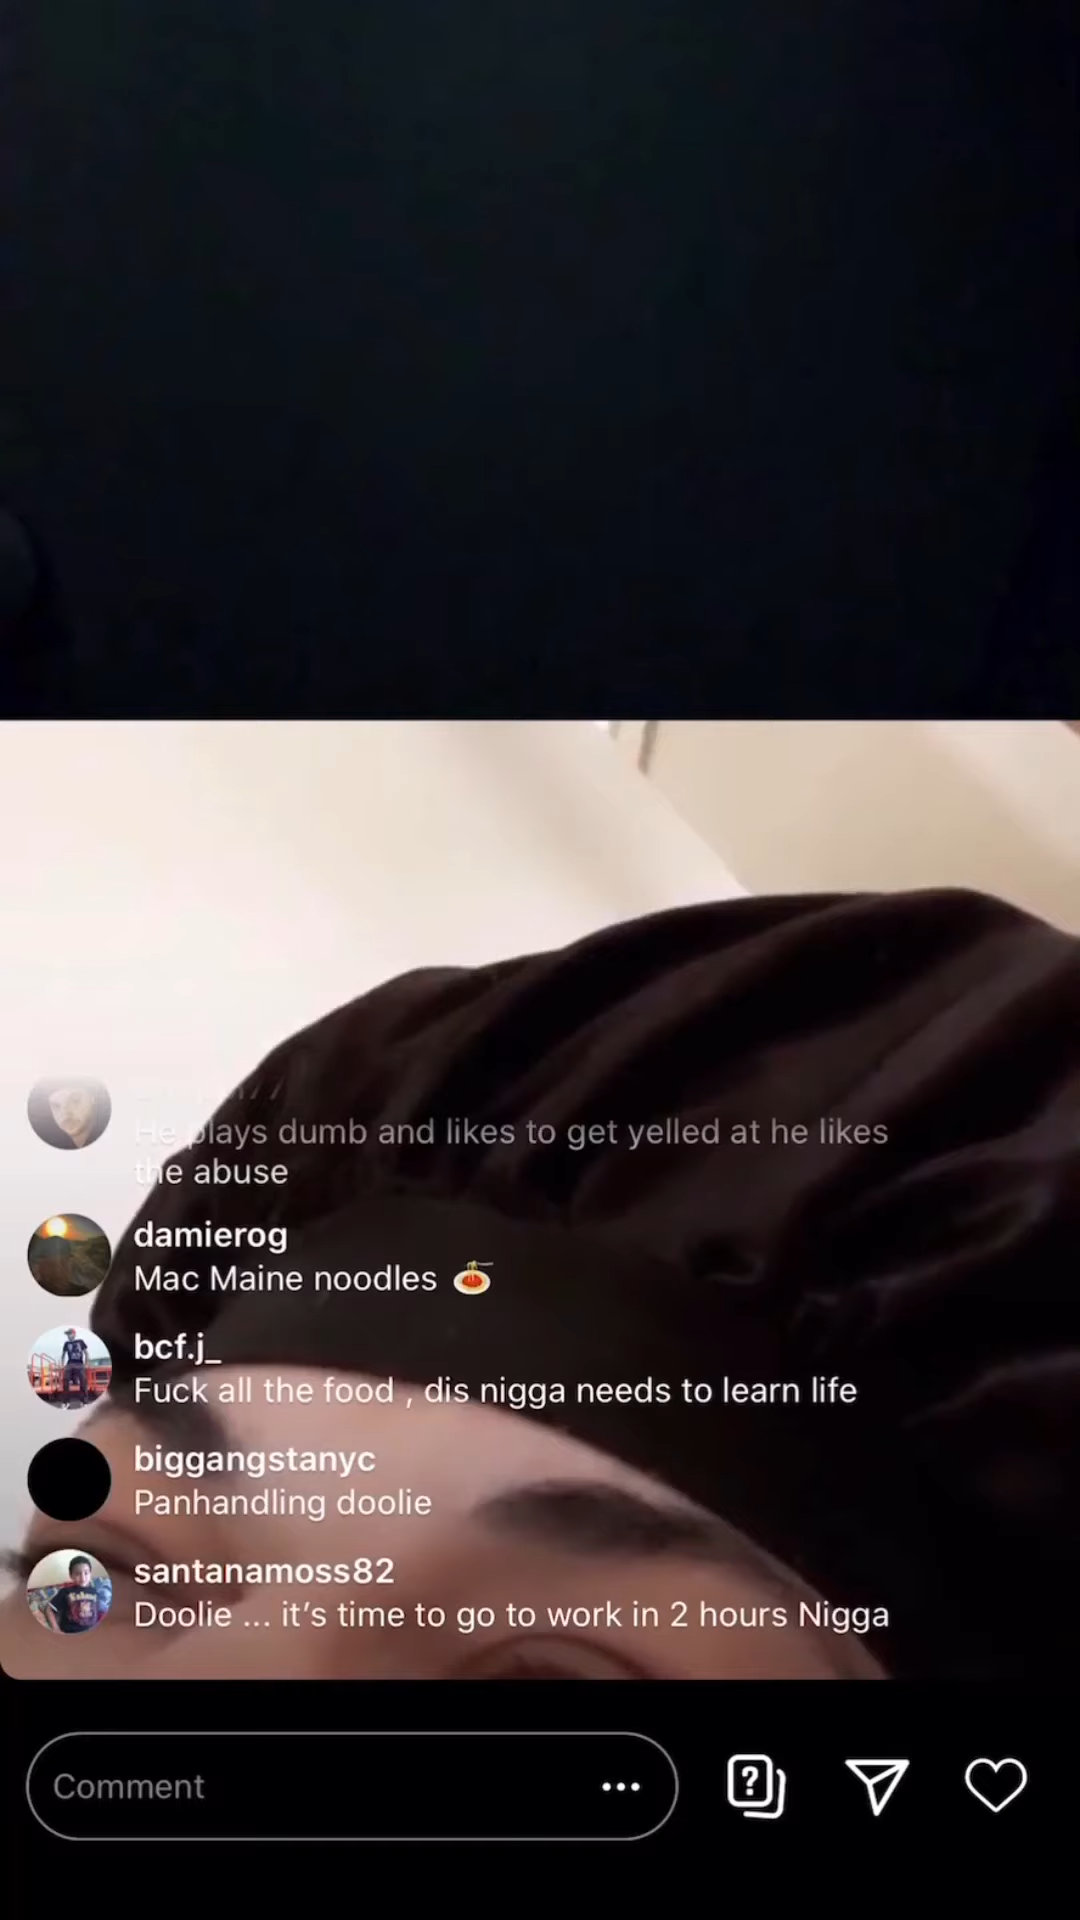 He plays dumb and likes to get yelled at he likes
the abuse
damierog
Mac Maine noodles 🍝
bcf.j_
Fuck all the food , dis nigga needs to learn life
biggangstanyc
Panhandling doolie
santanamoss82
Doolie ... it’s time to go to work in 2 hours Nigga
Comment